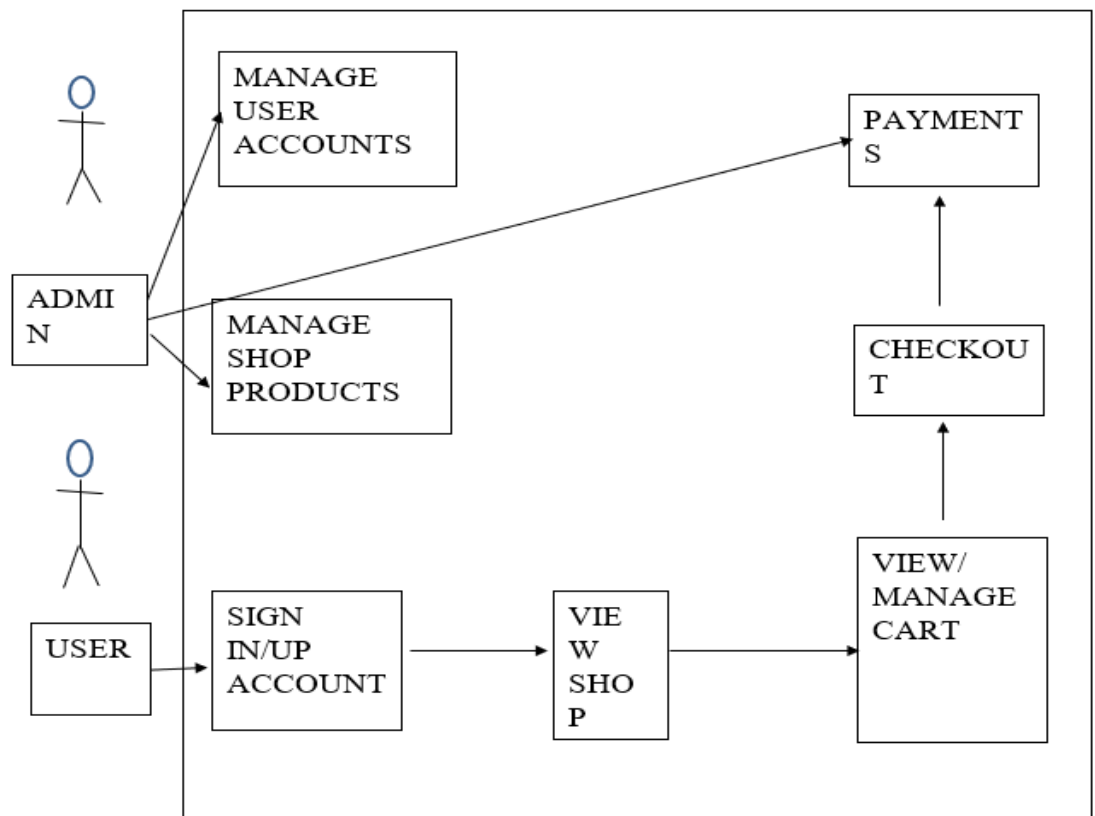 MANAGE
USER
ACCOUNTS
PAYMENT
S
ADMI
N
MANAGE
SHOP
PRODUCTS
CHECKOU
T
USER
SIGN
IN/UP
ACCOUNT
VIE
W
SHO
P
VIEW/
MANAGE
CART